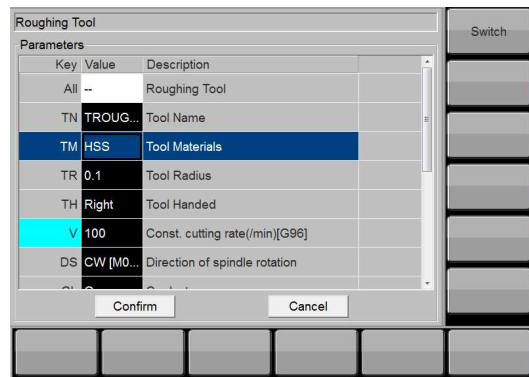 Roughing Tool
Switch
Parameters
Key Value Description
All -- Roughing Tool
TN TROUG... Tool Name
TM HSS Tool Materials
TR 0.1 Tool Radius
TH Right Tool Handed
V 100 Const. cutting rate(/min)[G96]
DS CW [M0... Direction of spindle rotation
Confirm Cancel